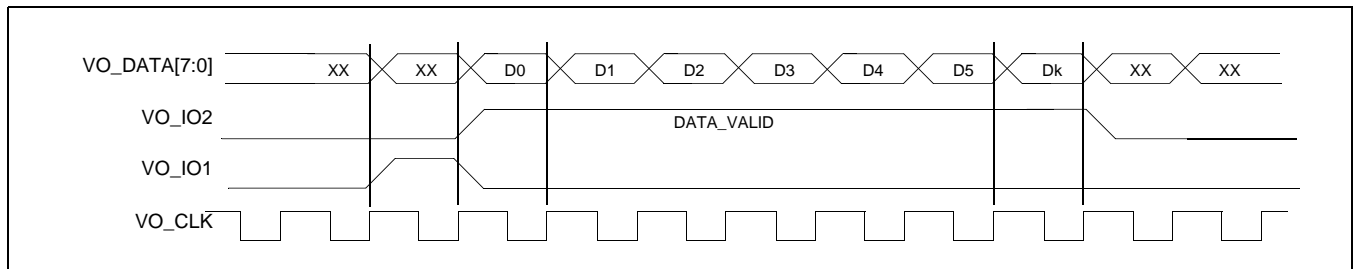 VO_DATA[7:0] XX XX D0 D1 D2 D3 D4 D5 Dk XX XX
VO_IO2 DATA_VALID
VO_IO1
VO_CLK